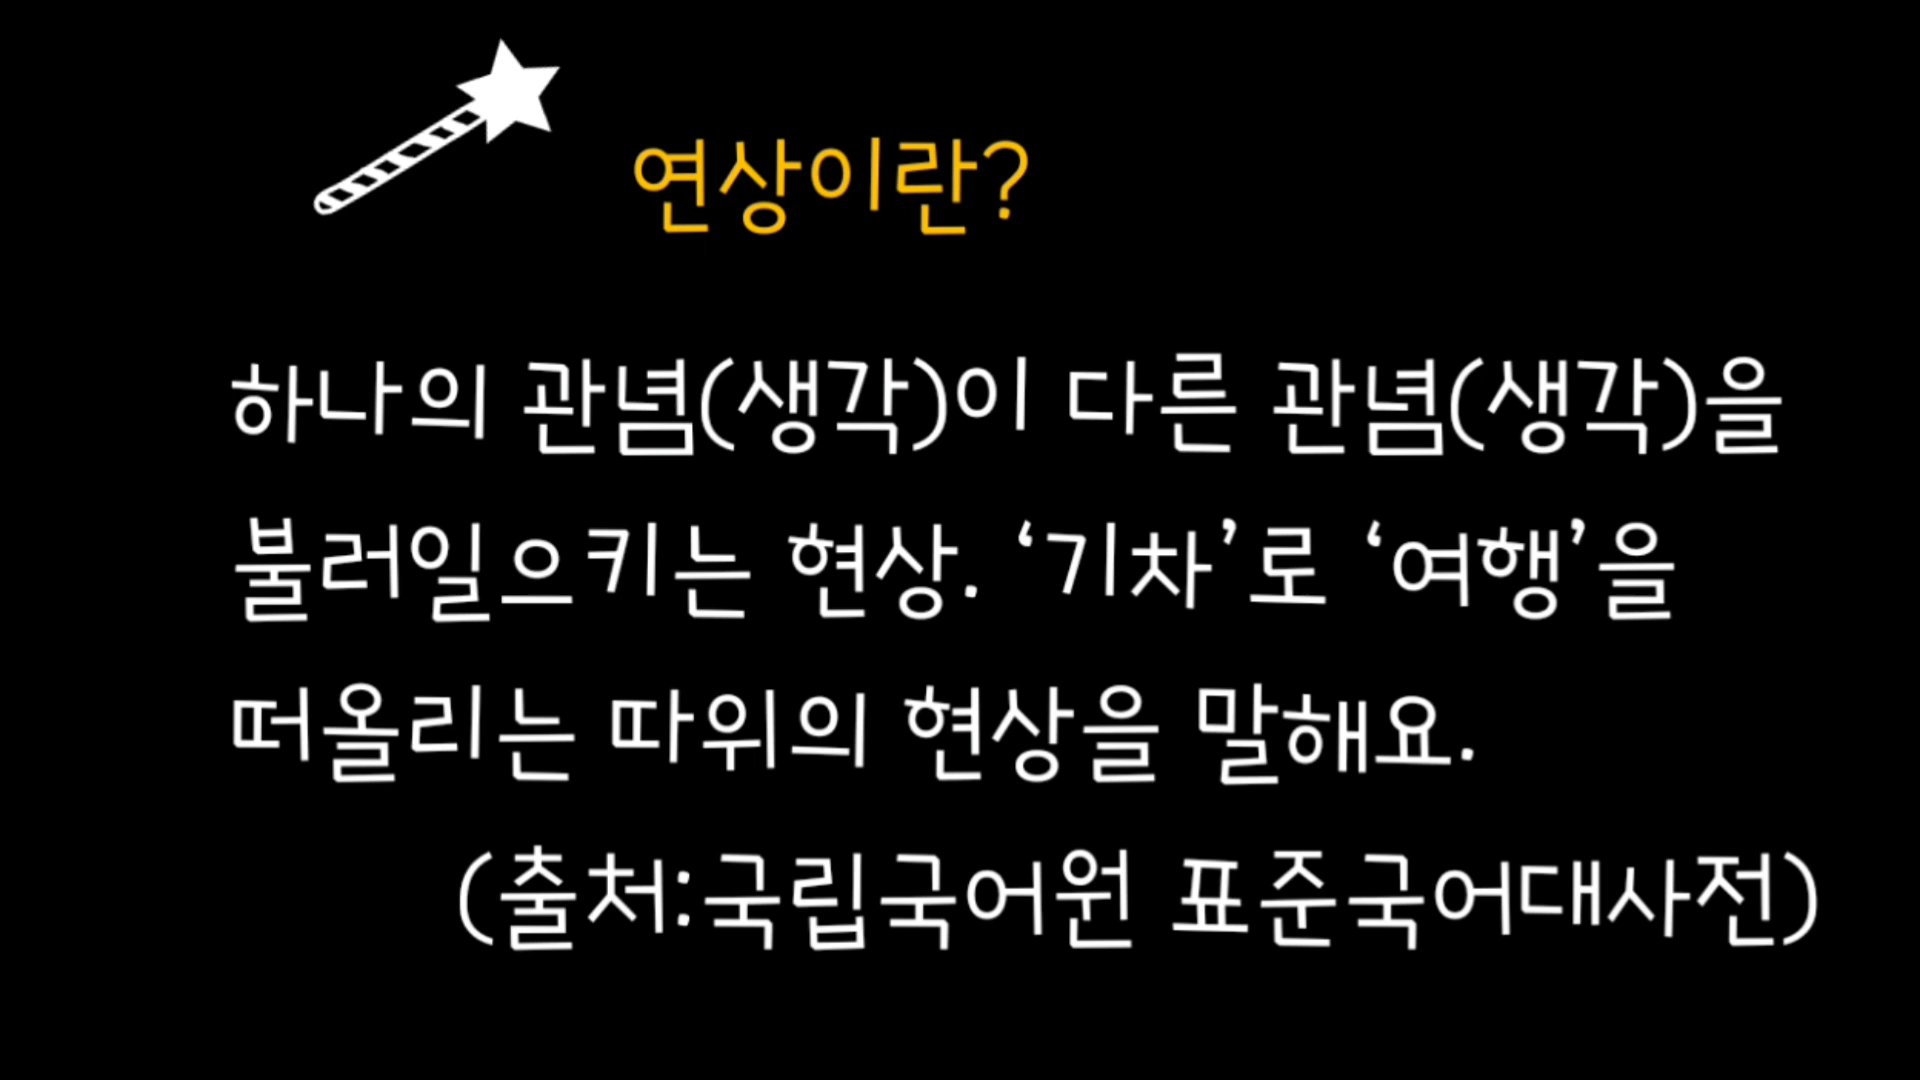 연상이란?
하나의 관념(생각)이 다른 관념(생각)을
불러일으키는 현상. ‘기차’로 ‘여행’을
떠올리는 따위의 현상을 말해요.
(출처:국립국어원 표준국어대사전)